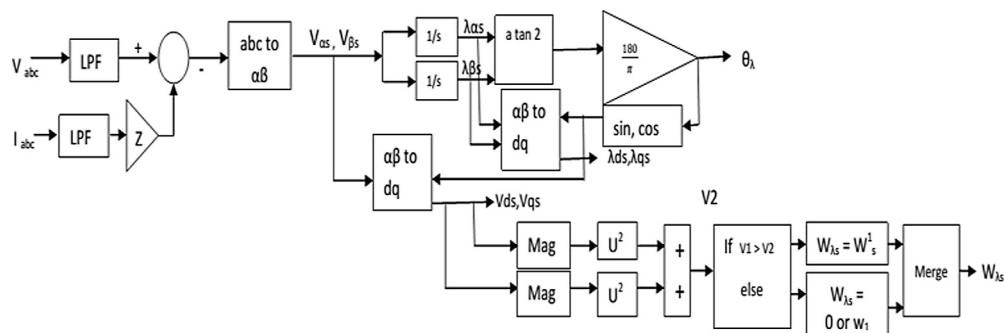 V abc
LPF
+
-
I abc
LPF
Z
abc to
αβ
Vαs , Vβs
1/s
1/s
λαs
λβs
a tan 2
180
π
θλ
αβ to
dq
sin, cos
λds,λqs
αβ to
dq
Vds,Vqs
Mag
U²
Mag
U²
+
+
V2
If V1 > V2
else
Wλs = W¹s
Wλs =
0 or w1
Merge
Wλs